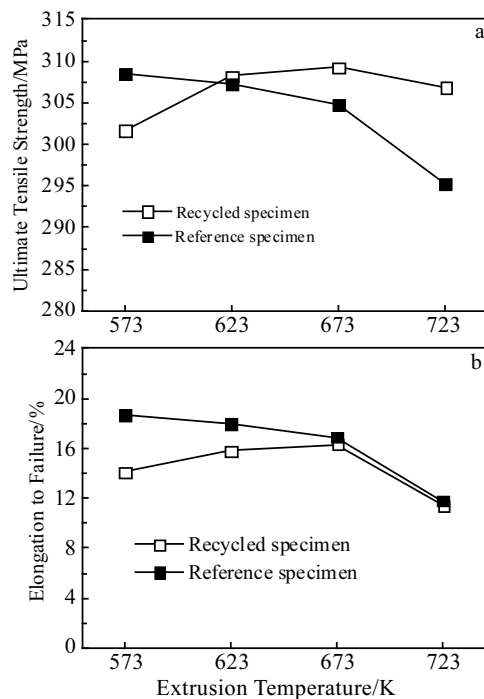 a
315
310
305
300
295
290
285
280
Ultimate Tensile Strength/MPa
Recycled specimen
Reference specimen
573 623 673 723
b
24
20
16
12
8
4
0
Elongation to Failure/%
Recycled specimen
Reference specimen
573 623 673 723
Extrusion Temperature/K